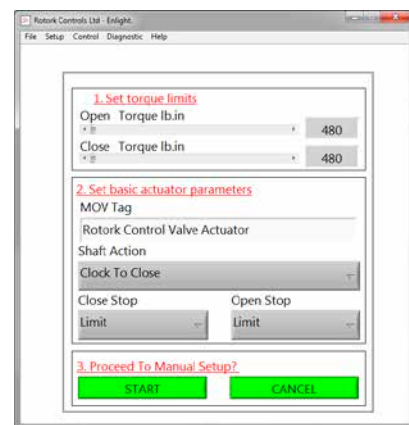 Rotork Controls Ltd - Enlight.
File Setup Control Diagnostic Help
1. Set torque limits
Open Torque lb.in
480
Close Torque lb.in
480
2. Set basic actuator parameters
MOV Tag
Rotork Control Valve Actuator
Shaft Action
Clock To Close
Close Stop Open Stop
Limit Limit
3. Proceed To Manual Setup?
START CANCEL